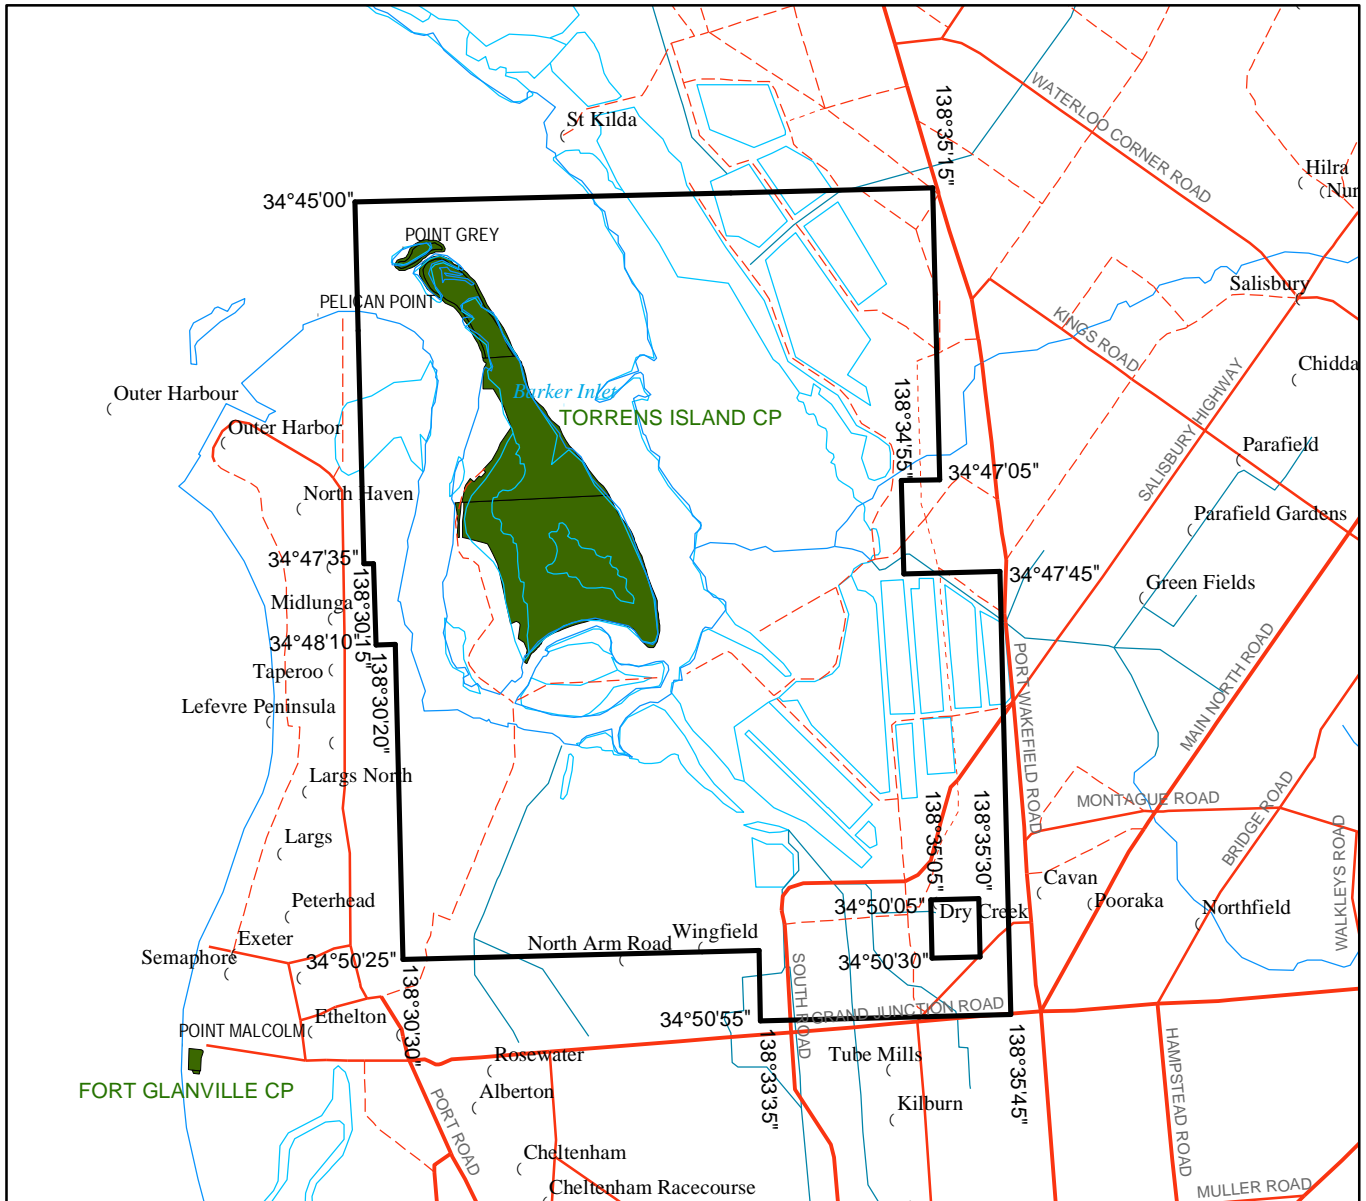 St Kilda
138°35'15"
WATERLOO CORNER ROAD
Hilra
Nur
34°45'00"
POINT GREY
PELICAN POINT
Salisbury
KINGS ROAD
SALISBURY HIGHWAY
Chidda
Outer Harbour
Barker Inlet
TORRENS ISLAND CP
138°34'55"
Outer Harbor
Parafield
34°47'05"
North Haven
Parafield Gardens
34°47'35"
34°47'45"
Green Fields
138°30'15"
Midlunga
34°48'10"
Taperoo
138°30'20"
Lefevre Peninsula
PORT WAKEFIELD ROAD
MAIN NORTH ROAD
Largs North
138°35'05"
138°35'30"
MONTAGUE ROAD
BRIDGE ROAD
WALKLEYS ROAD
Largs
Cavan
Peterhead
34°50'05"
Dry Creek
Pooraka
Northfield
Exeter
Wingfield
North Arm Road
Semaphore
34°50'25"
34°50'30"
138°30'30"
SOUTH ROAD
GRAND JUNCTION ROAD
34°50'55"
Ethelton
POINT MALCOLM
138°33'35"
138°35'45"
HAMPSTEAD ROAD
Rosewater
Tube Mills
FORT GLANVILLE CP
Alberton
PORT ROAD
Kilburn
Cheltenham
Cheltenham Racecourse
MULLER ROAD